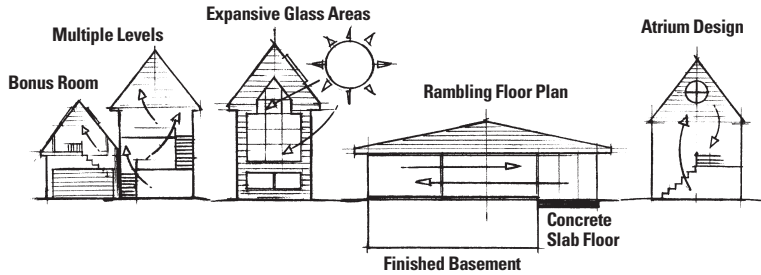 Expansive Glass Areas
Multiple Levels
Atrium Design
Bonus Room
Rambling Floor Plan
Concrete
Slab Floor
Finished Basement